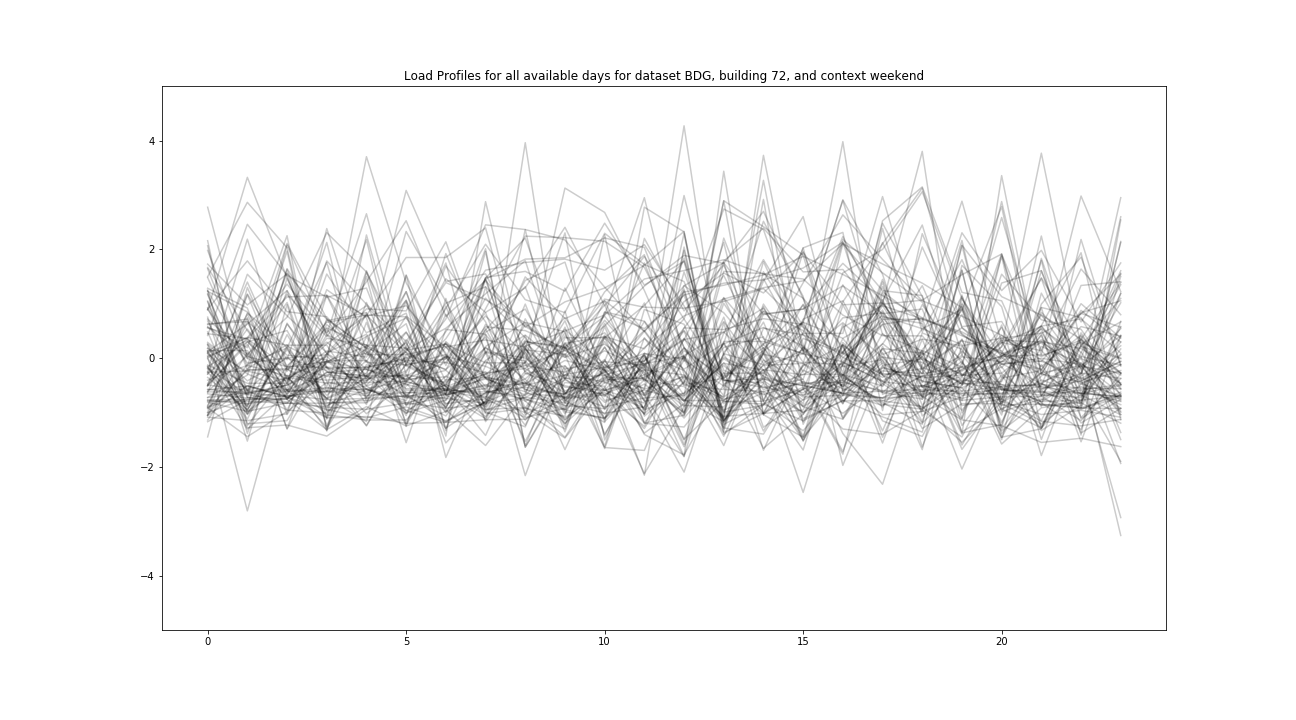 Load Profiles for all available days for dataset BDG, building 72, and context weekend
4
2
0
−2
−4
0 5 10 15 20